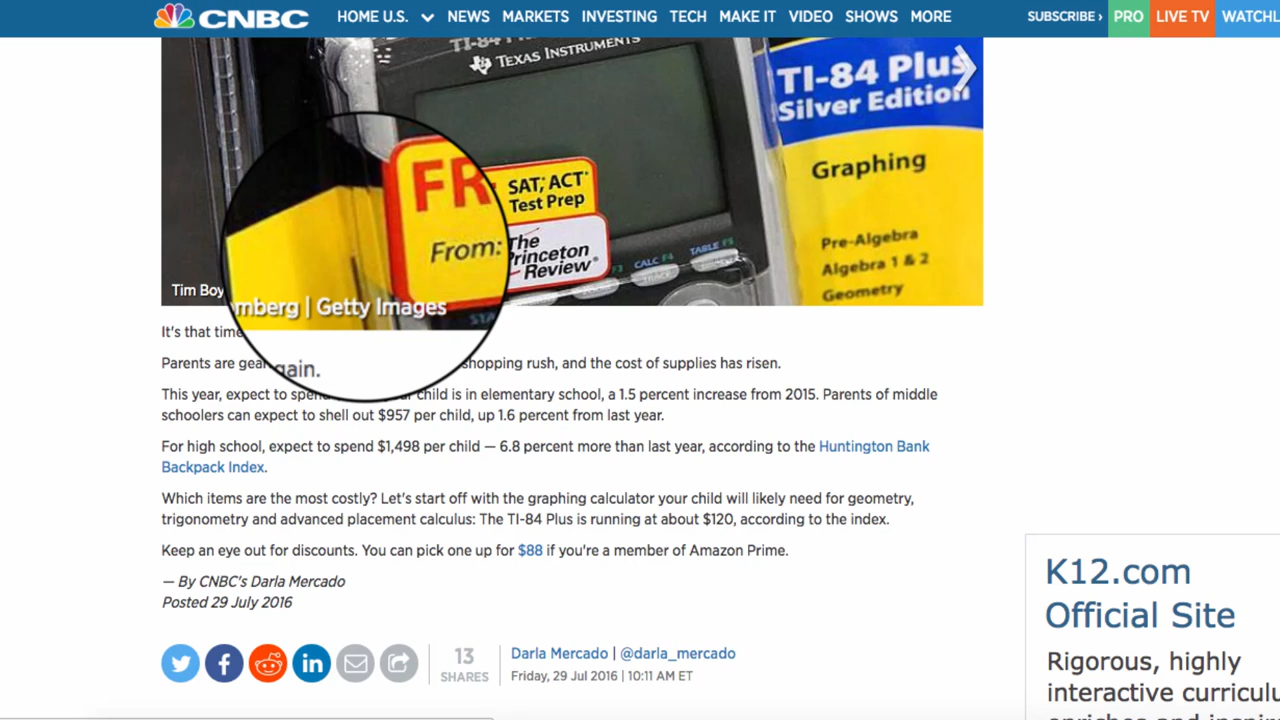 CNBC HOME U.S. NEWS MARKETS INVESTING TECH MAKE IT VIDEO SHOWS MORE SUBSCRIBE › PRO LIVE TV WATCHL
TI-84 Pl
TEXAS INSTRUMENTS
TI-84 Plus
Silver Edition
Graphing
Pre-Algebra
Algebra 1 & 2
Geometry
FR
From:
SAT, ACT
Test Prep
The
Princeton
Review®
F3 CALC F4 TABLE F5
STA
Tim Boy
mberg | Getty Images
It's that time
gain.
Parents are gear shopping rush, and the cost of supplies has risen.
This year, expect to spen child is in elementary school, a 1.5 percent increase from 2015. Parents of middle
schoolers can expect to shell out $957 per child, up 1.6 percent from last year.
For high school, expect to spend $1,498 per child — 6.8 percent more than last year, according to the Huntington Bank
Backpack Index.
Which items are the most costly? Let's start off with the graphing calculator your child will likely need for geometry,
trigonometry and advanced placement calculus: The TI-84 Plus is running at about $120, according to the index.
Keep an eye out for discounts. You can pick one up for $88 if you're a member of Amazon Prime.
— By CNBC's Darla Mercado
Posted 29 July 2016
13
SHARES
Darla Mercado | @darla_mercado
Friday, 29 Jul 2016 | 10:11 AM ET
K12.com
Official Site
Rigorous, highly
interactive curriculu